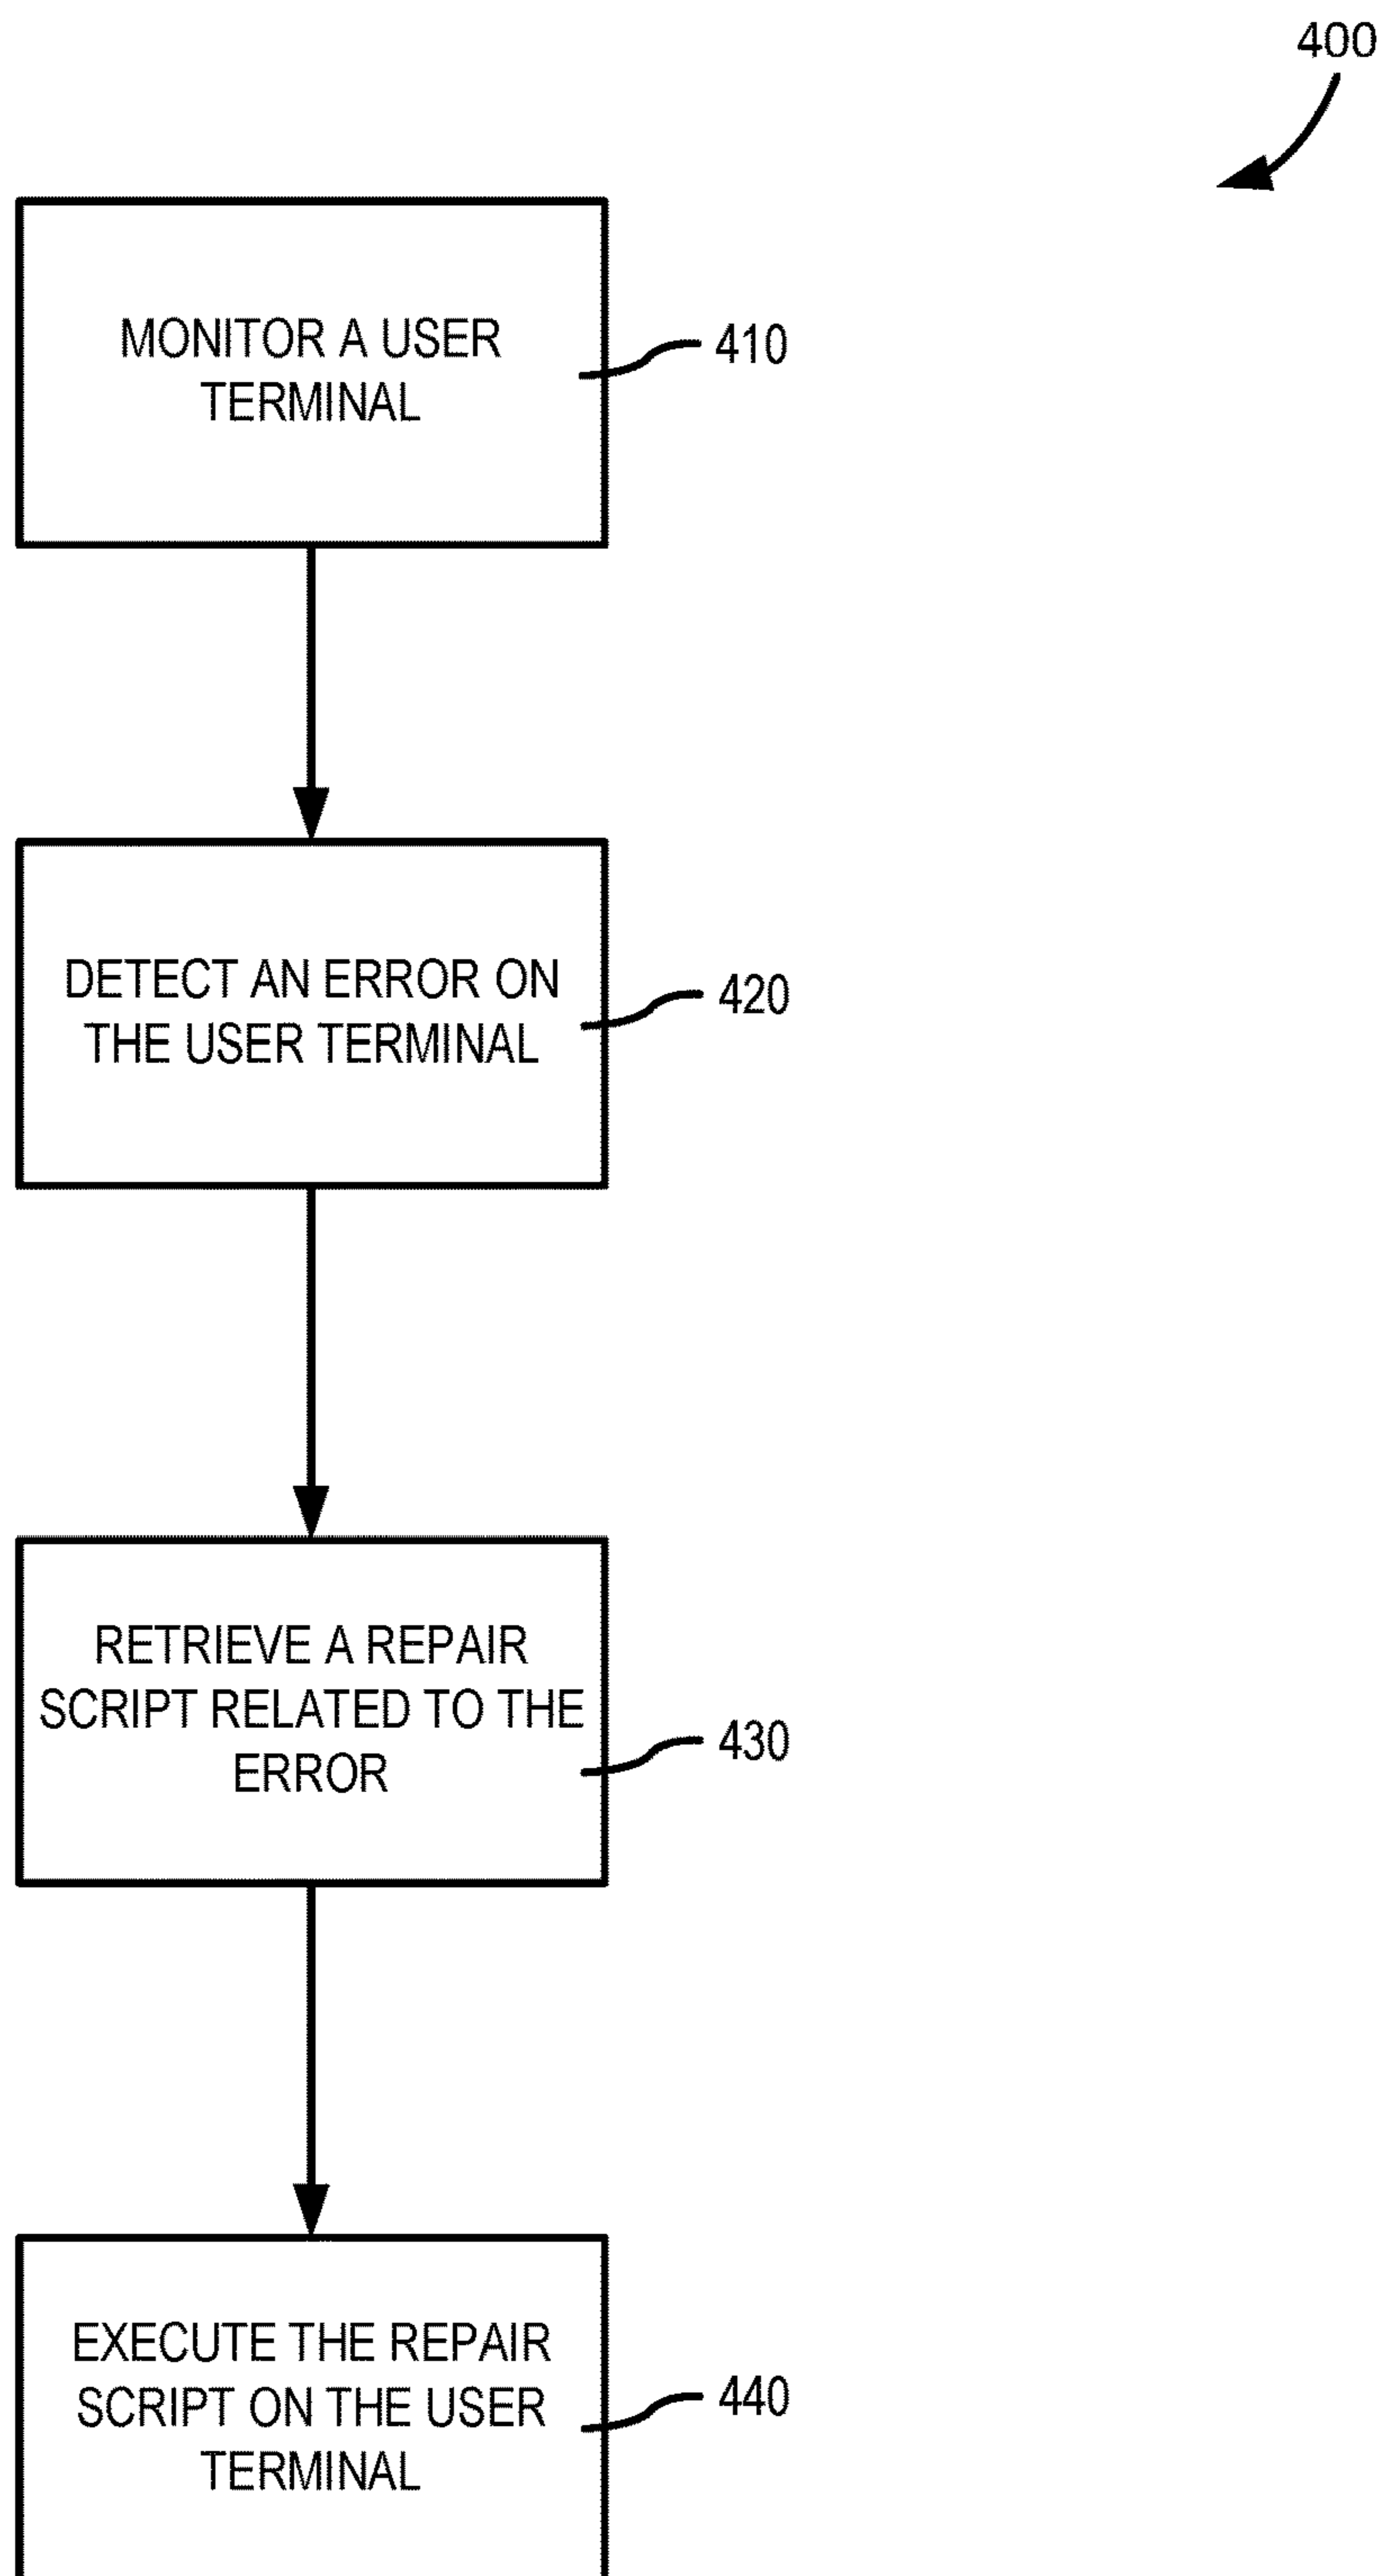 400
MONITOR A USER
TERMINAL
410
DETECT AN ERROR ON
THE USER TERMINAL
420
RETRIEVE A REPAIR
SCRIPT RELATED TO THE
ERROR
430
EXECUTE THE REPAIR
SCRIPT ON THE USER
TERMINAL
440